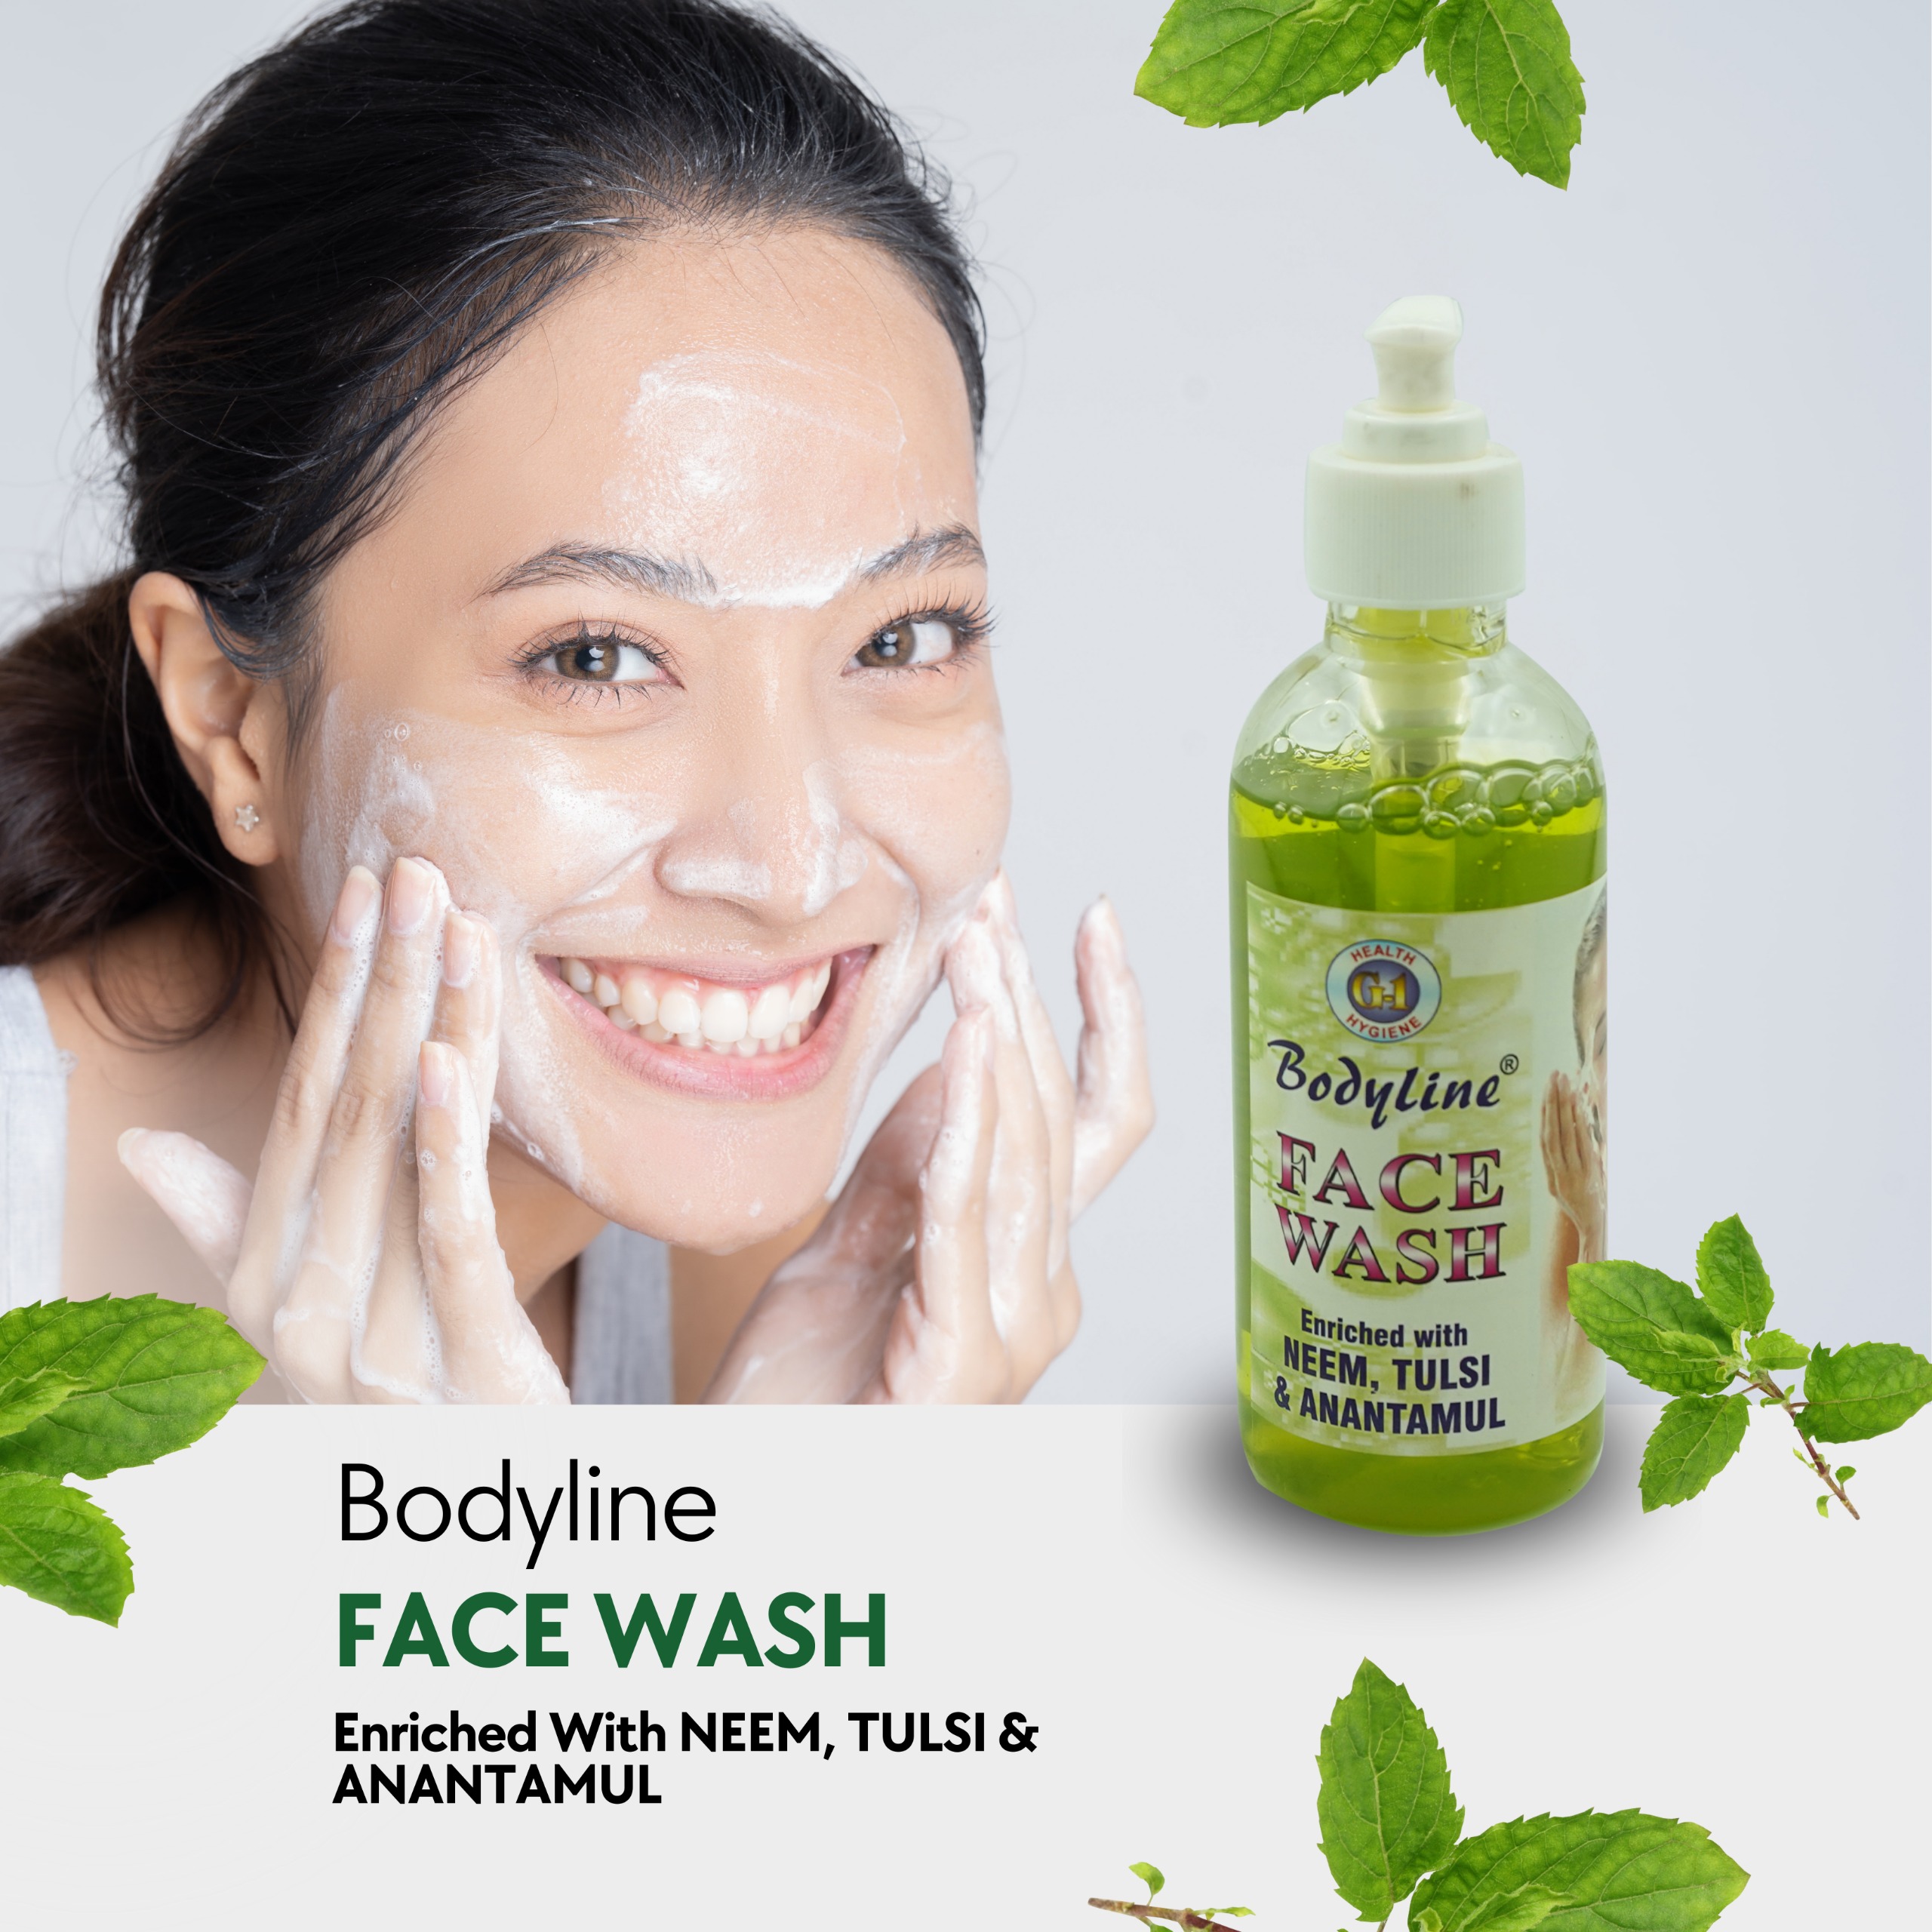 HEALTH
G-1
HYGIENE
Bodyline®
FACE
WASH
Enriched with
NEEM, TULSI
& ANANTAMUL
Bodyline
FACE WASH
Enriched With NEEM, TULSI &
ANANTAMUL